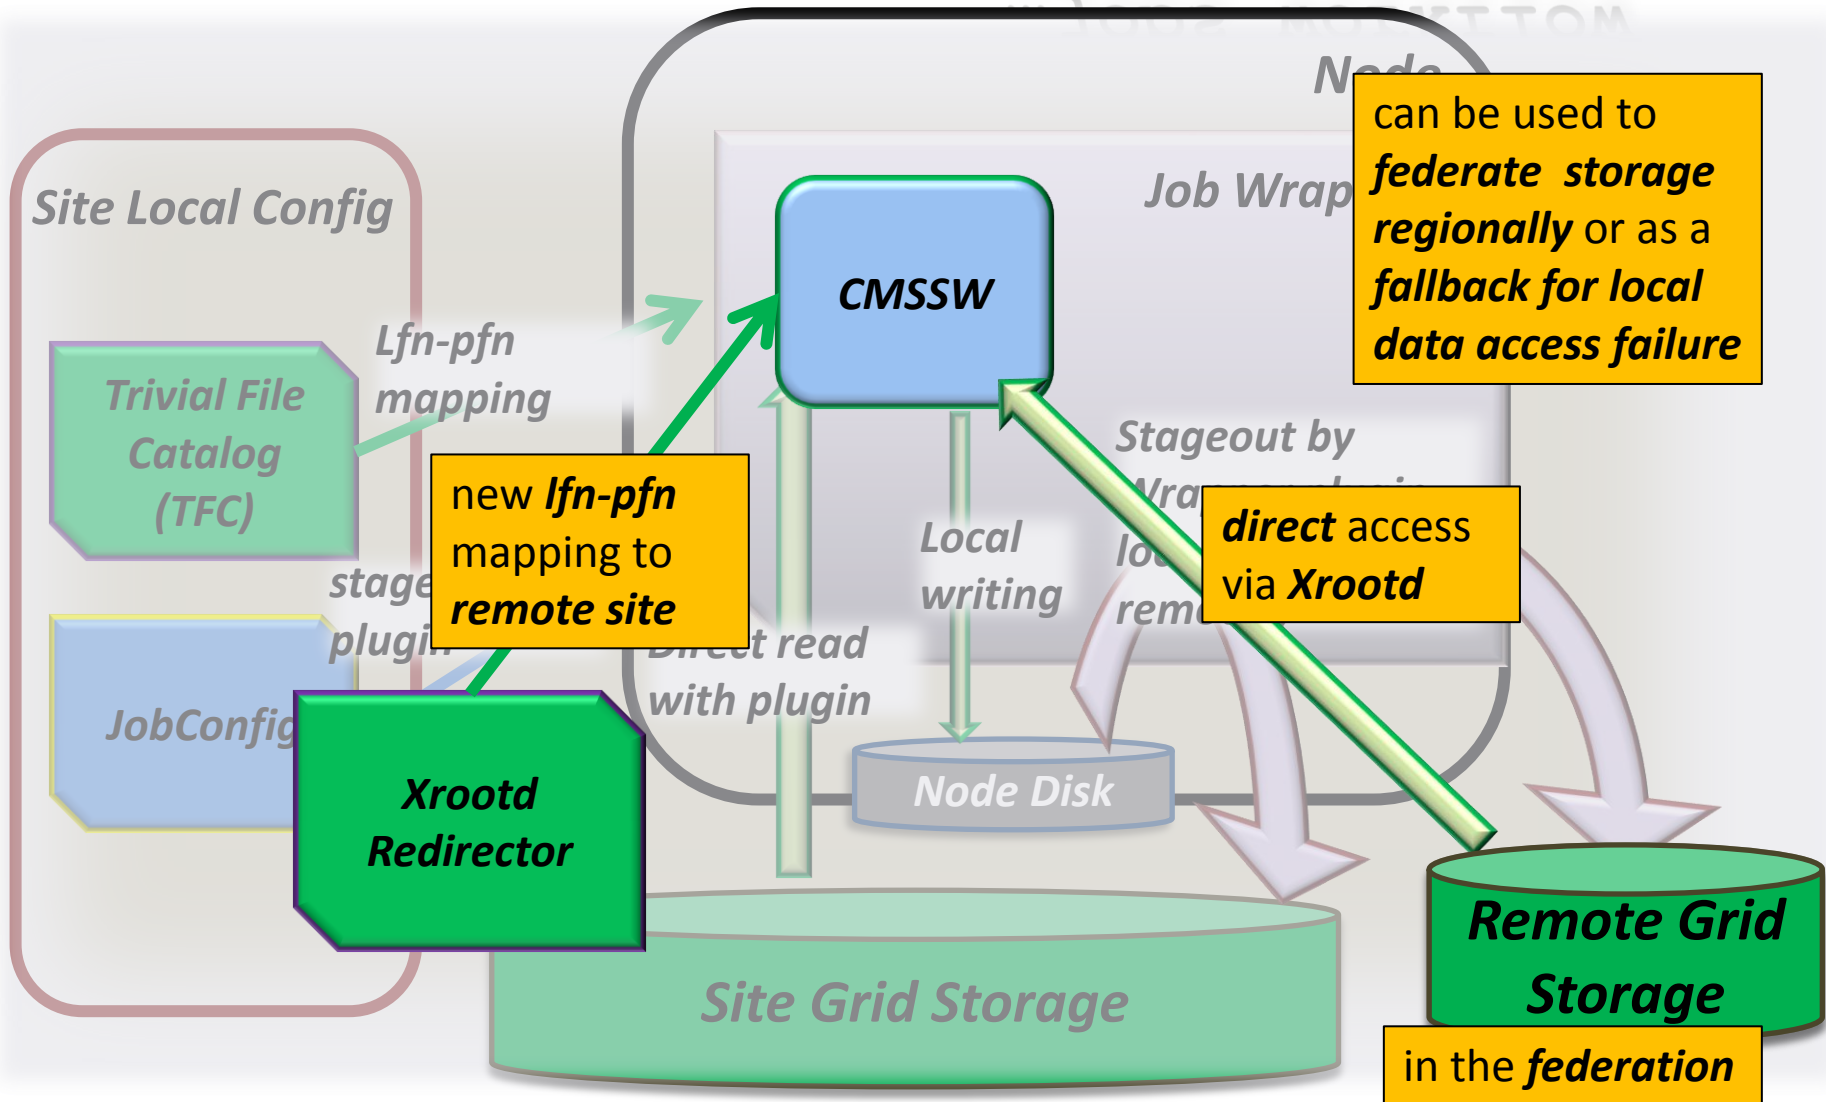 Node
can be used to
federate storage
regionally or as a
fallback for local
data access failure
Site Local Config
Job Wrap
CMSSW
Lfn-pfn
mapping
Trivial File
Catalog
(TFC)
Stageout by
new lfn-pfn
mapping to
remote site
direct access
via Xrootd
Local
writing
plugin
Direct read
with plugin
JobConfig
Xrootd
Redirector
Node Disk
Remote Grid
Storage
Site Grid Storage
in the federation